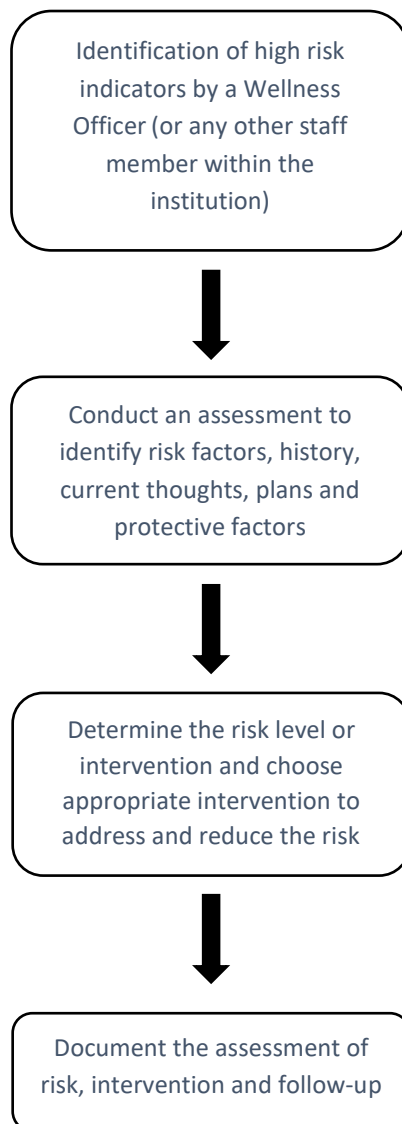 Identification of high risk
indicators by a Wellness
Officer (or any other staff
member within the
institution)
Conduct an assessment to
identify risk factors, history,
current thoughts, plans and
protective factors
Determine the risk level or
intervention and choose
appropriate intervention to
address and reduce the risk
Document the assessment of
risk, intervention and follow-up